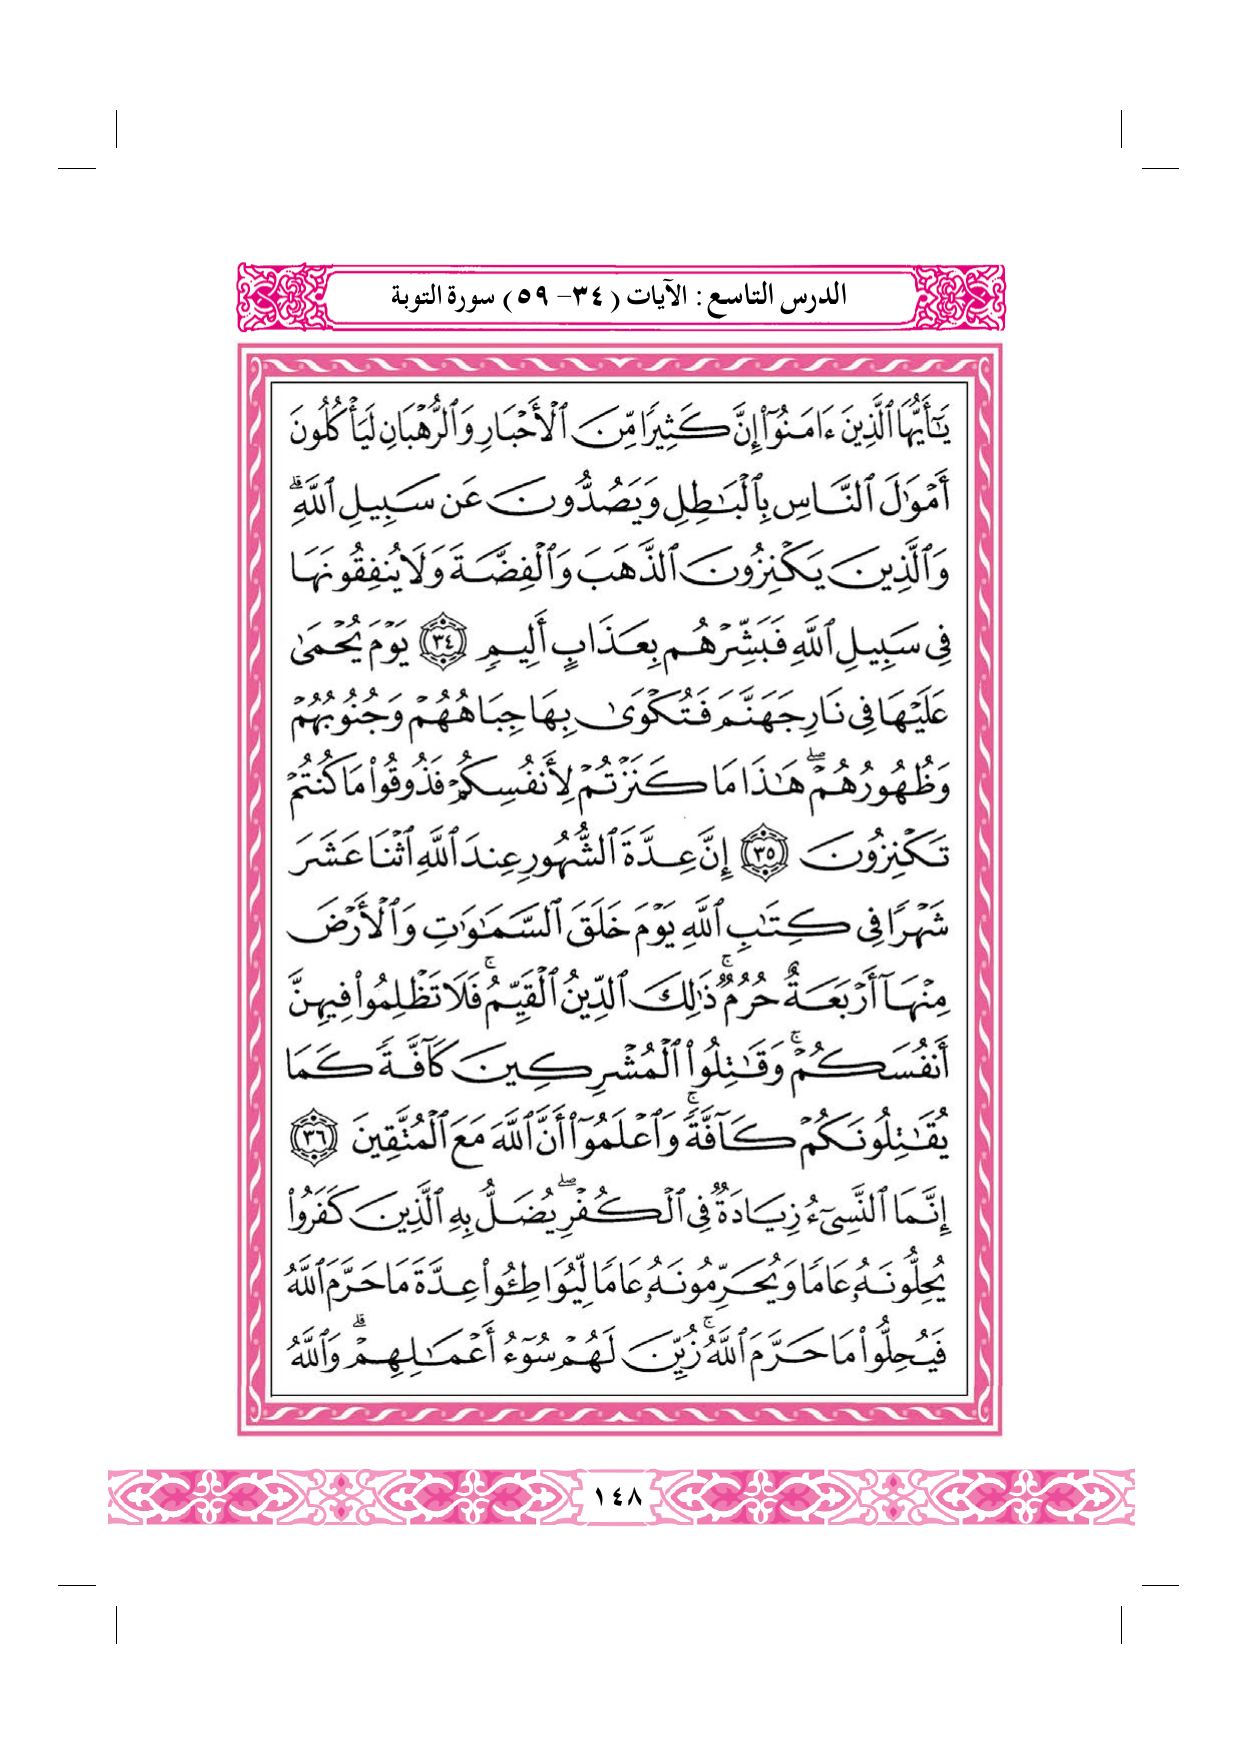 الدرس التاسع : الآيات (٣٤- ٥٩) سورة التوبة
يَٰٓأَيُّهَا ٱلَّذِينَ ءَامَنُوٓا۟ إِنَّ كَثِيرًا مِّنَ ٱلْأَحْبَارِ وَٱلرُّهْبَانِ لَيَأْكُلُونَ
أَمْوَٰلَ ٱلنَّاسِ بِٱلْبَٰطِلِ وَيَصُدُّونَ عَن سَبِيلِ ٱللَّهِ ۗ
وَٱلَّذِينَ يَكْنِزُونَ ٱلذَّهَبَ وَٱلْفِضَّةَ وَلَا يُنفِقُونَهَا
فِى سَبِيلِ ٱللَّهِ فَبَشِّرْهُم بِعَذَابٍ أَلِيمٍ ٣٤ يَوْمَ يُحْمَىٰ
عَلَيْهَا فِى نَارِ جَهَنَّمَ فَتُكْوَىٰ بِهَا جِبَاهُهُمْ وَجُنُوبُهُمْ
وَظُهُورُهُمْ ۖ هَٰذَا مَا كَنَزْتُمْ لِأَنفُسِكُمْ فَذُوقُوا۟ مَا كُنتُمْ
تَكْنِزُونَ ٣٥ إِنَّ عِدَّةَ ٱلشُّهُورِ عِندَ ٱللَّهِ ٱثْنَا عَشَرَ
شَهْرًا فِى كِتَٰبِ ٱللَّهِ يَوْمَ خَلَقَ ٱلسَّمَٰوَٰتِ وَٱلْأَرْضَ
مِنْهَآ أَرْبَعَةٌ حُرُمٌ ۚ ذَٰلِكَ ٱلدِّينُ ٱلْقَيِّمُ ۚ فَلَا تَظْلِمُوا۟ فِيهِنَّ
أَنفُسَكُمْ ۚ وَقَٰتِلُوا۟ ٱلْمُشْرِكِينَ كَآفَّةً كَمَا
يُقَٰتِلُونَكُمْ كَآفَّةً ۚ وَٱعْلَمُوٓا۟ أَنَّ ٱللَّهَ مَعَ ٱلْمُتَّقِينَ ٣٦
إِنَّمَا ٱلنَّسِىٓءُ زِيَادَةٌ فِى ٱلْكُفْرِ ۖ يُضَلُّ بِهِ ٱلَّذِينَ كَفَرُوا۟
يُحِلُّونَهُۥ عَامًا وَيُحَرِّمُونَهُۥ عَامًا لِّيُوَاطِـُٔوا۟ عِدَّةَ مَا حَرَّمَ ٱللَّهُ
فَيُحِلُّوا۟ مَا حَرَّمَ ٱللَّهُ ۚ زُيِّنَ لَهُمْ سُوٓءُ أَعْمَٰلِهِمْ ۗ وَٱللَّهُ
١٤٨